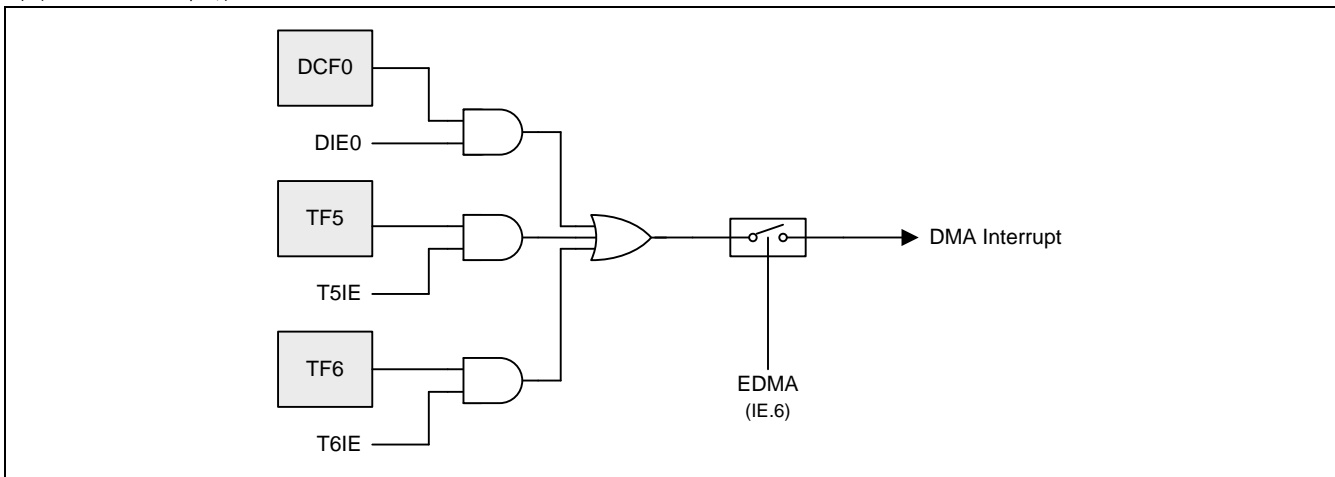 DCF0
DIE0
TF5
DMA Interrupt
T5IE
TF6
EDMA
(IE.6)
T6IE